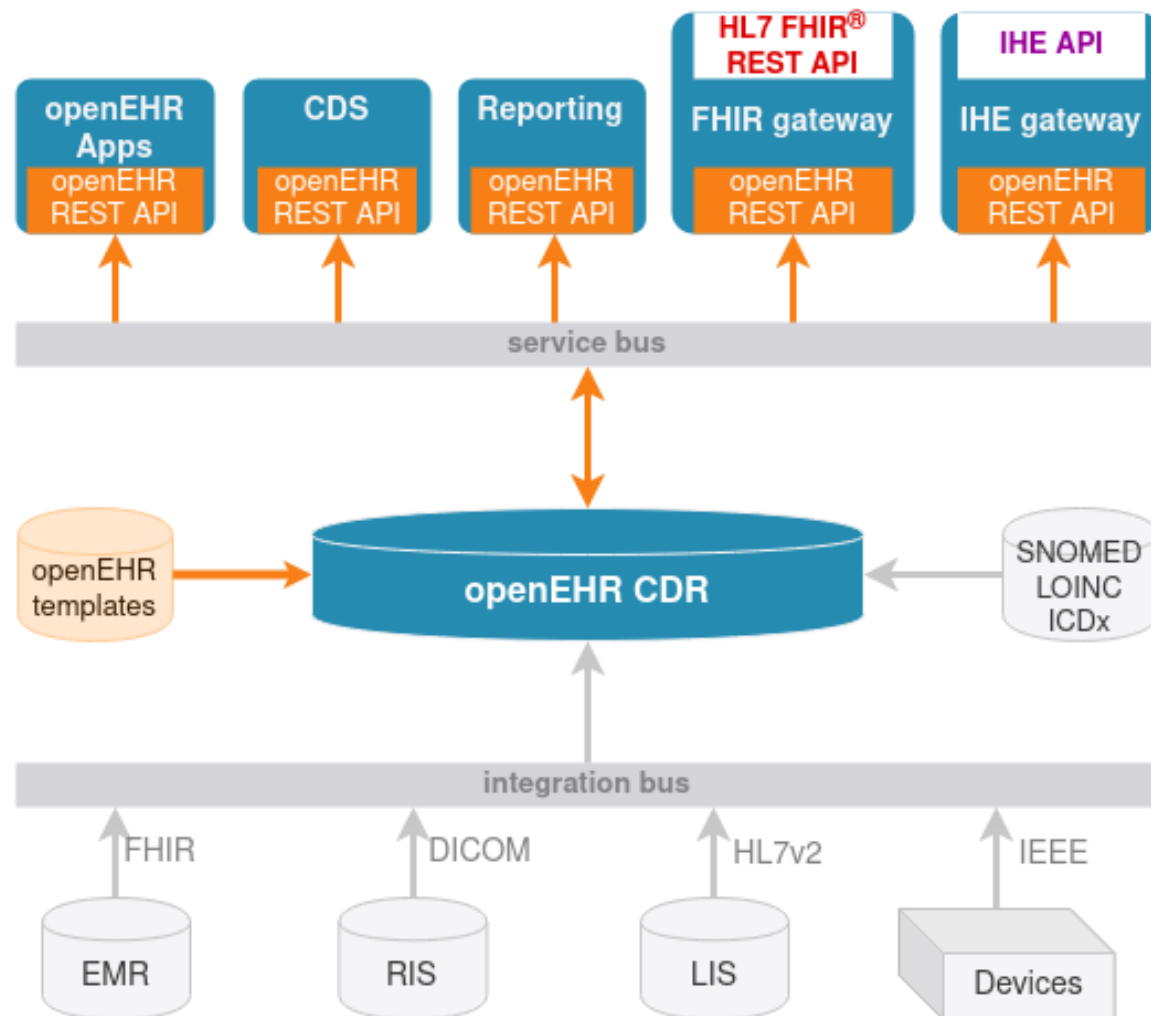 HL7 FHIR®
REST API
IHE API
openEHR
Apps
CDS
Reporting
FHIR gateway
IHE gateway
openEHR
REST API
openEHR
REST API
openEHR
REST API
openEHR
REST API
openEHR
REST API
service bus
openEHR
templates
openEHR CDR
SNOMED
LOINC
ICDx
integration bus
FHIR
DICOM
HL7v2
IEEE
EMR
RIS
LIS
Devices